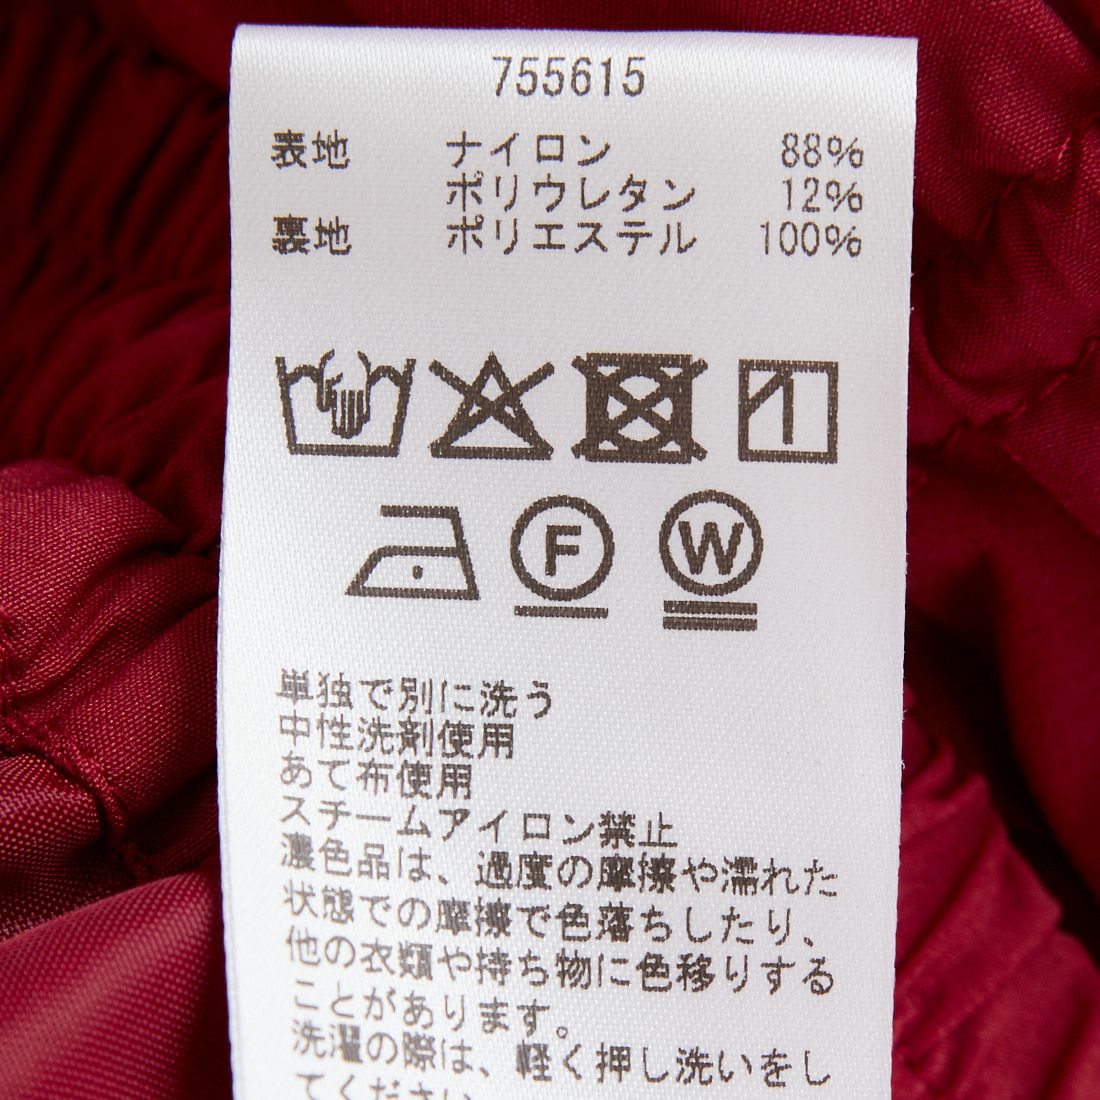 755615
表地 ナイロン 88%
ポリウレタン 12%
裏地 ポリエステル 100%
1
F
W
単独で別に洗う
中性洗剤使用
あて布使用
スチームアイロン禁止
濃色品は、過度の摩擦や濡れた
状態での摩擦で色落ちしたり、
他の衣類や持ち物に色移りする
ことがあります。
洗濯の際は、軽く押し洗いをし
てください